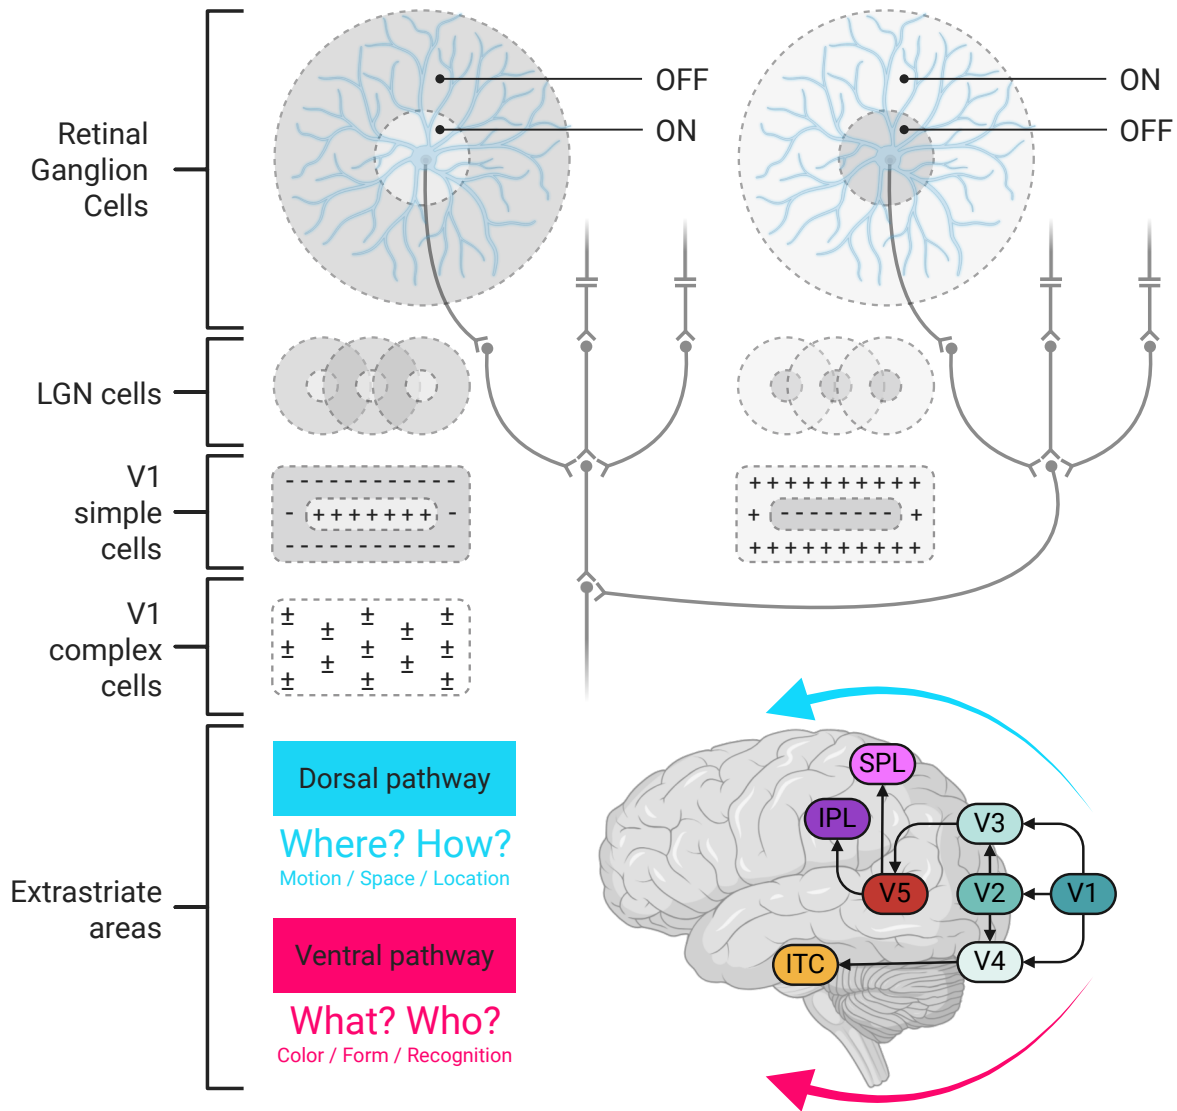 Retinal
Ganglion
Cells
OFF
ON
ON
OFF
LGN cells
V1
simple
cells
- - - - - - - - - - - - -
- + + + + + + + -
- - - - - - - - - - - - -
+ + + + + + + + + +
+ - - - - - - - - +
+ + + + + + + + + +
V1
complex
cells
± ± ±
± ±
± ± ±
± ±
± ± ±
Extrastriate
areas
Dorsal pathway
Where? How?
Motion / Space / Location
Ventral pathway
What? Who?
Color / Form / Recognition
SPL
IPL
V3
V5
V2
V1
ITC
V4